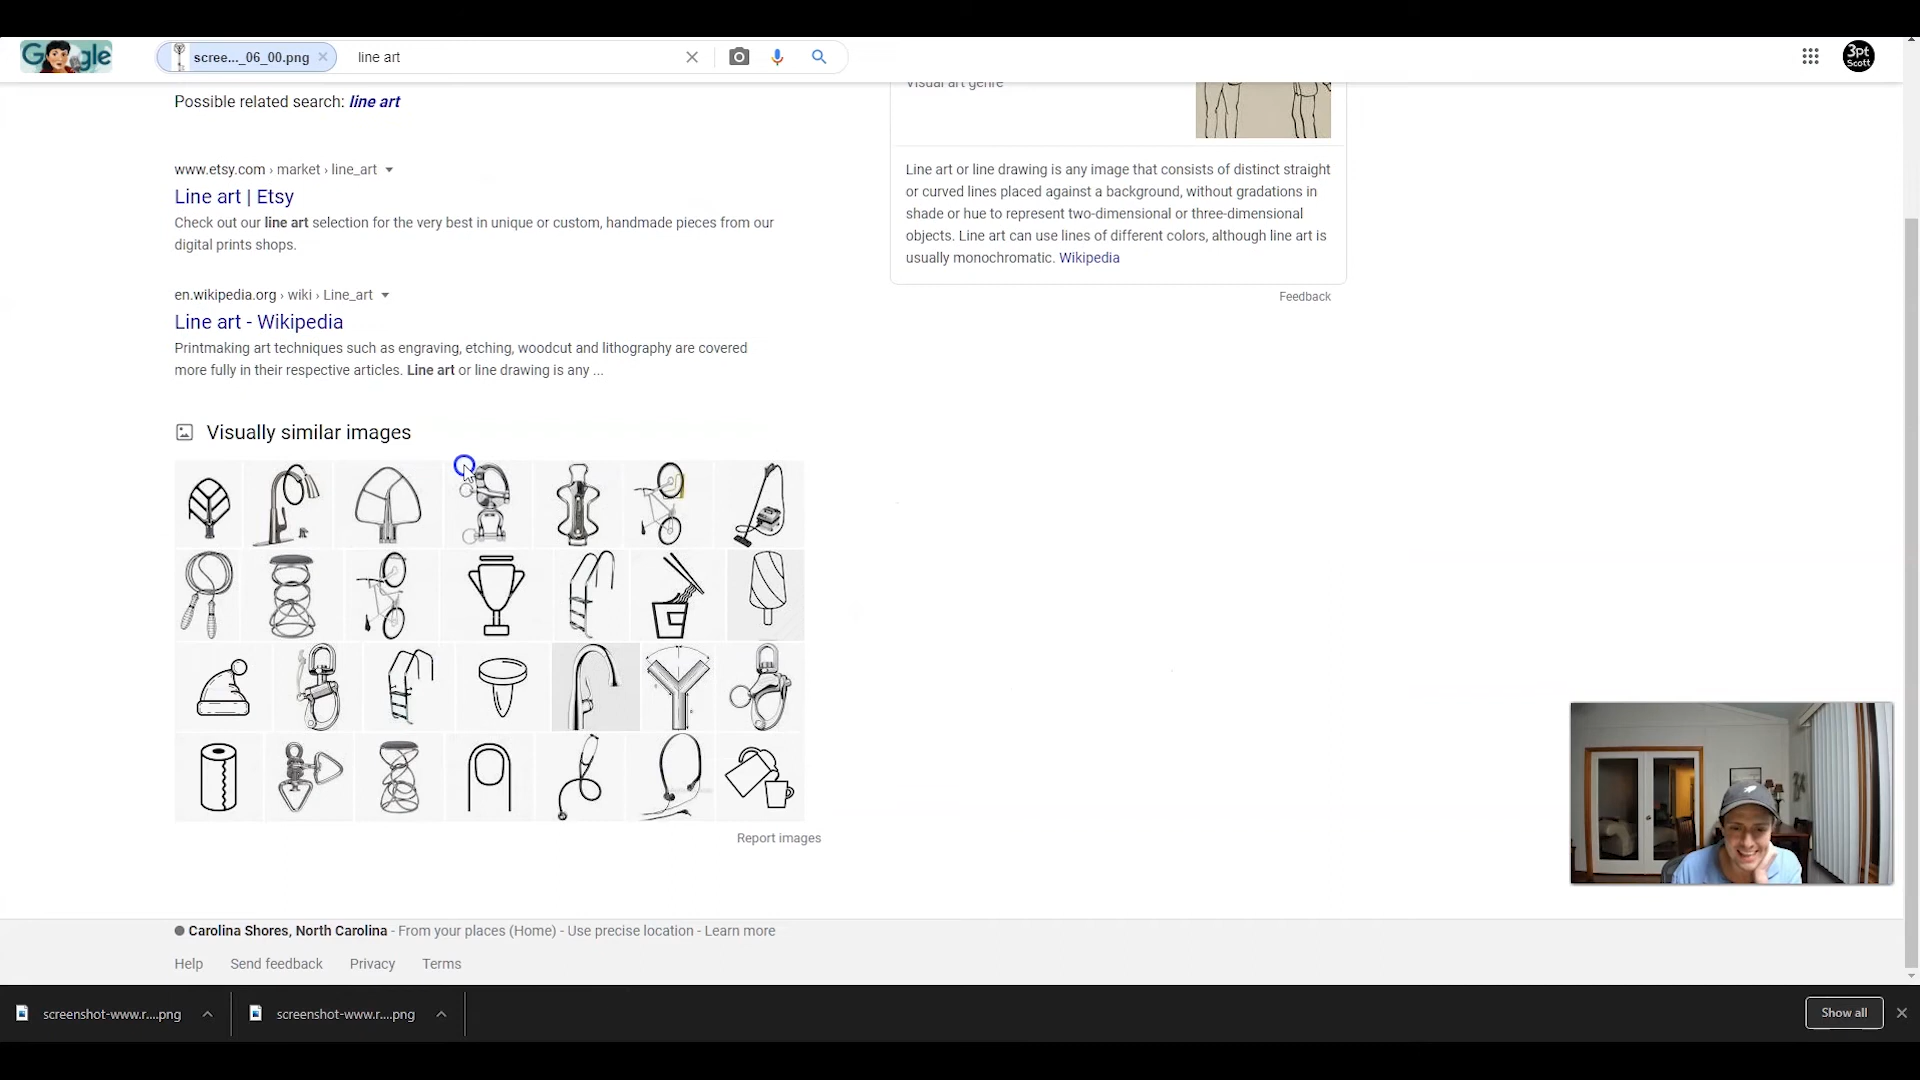 Google
scree..._06_00.png
line art
3pt
Scott
Possible related search: line art
Visual art genre
www.etsy.com › market › line_art
Line art | Etsy
Check out our line art selection for the very best in unique or custom, handmade pieces from our
digital prints shops.
en.wikipedia.org › wiki › Line_art
Line art - Wikipedia
Printmaking art techniques such as engraving, etching, woodcut and lithography are covered
more fully in their respective articles. Line art or line drawing is any ...
Line art or line drawing is any image that consists of distinct straight
or curved lines placed against a background, without gradations in
shade or hue to represent two-dimensional or three-dimensional
objects. Line art can use lines of different colors, although line art is
usually monochromatic. Wikipedia
Feedback
Visually similar images
Report images
Carolina Shores, North Carolina - From your places (Home) - Use precise location - Learn more
Help Send feedback Privacy Terms
screenshot-www.r....png
screenshot-www.r....png
Show all